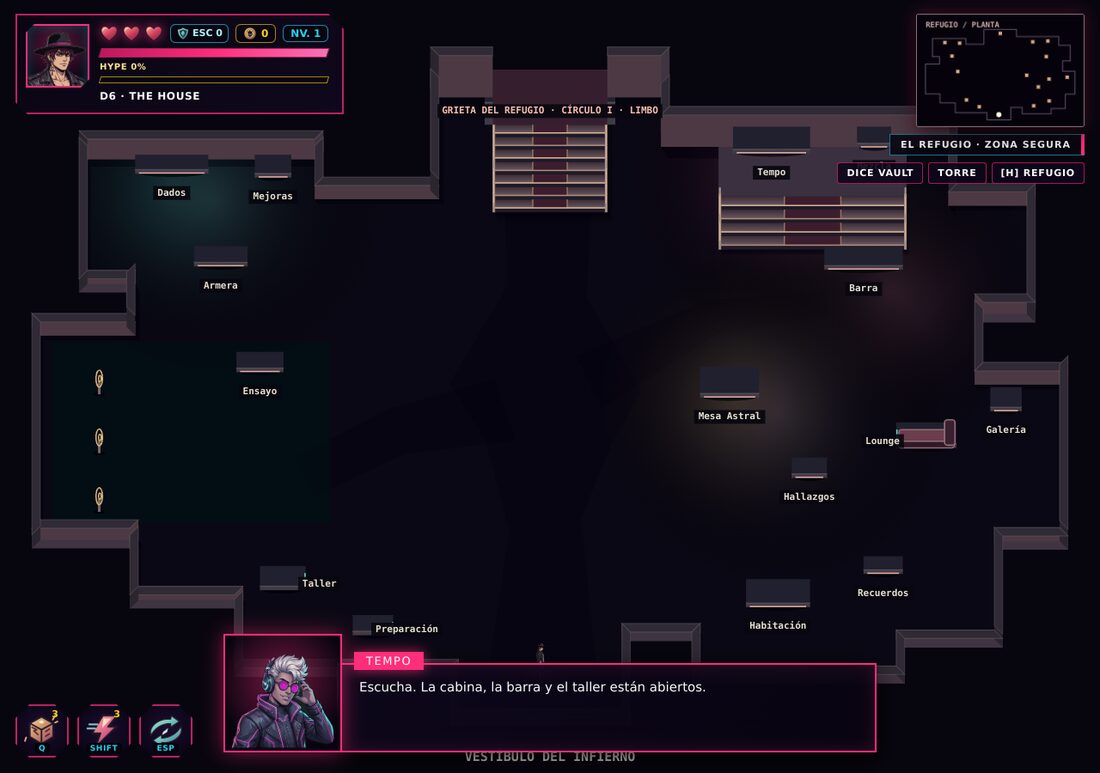 ESC 0
0
NV. 1
HYPE 0%
D6 · THE HOUSE
REFUGIO / PLANTA
GRIETA DEL REFUGIO · CÍRCULO I · LIMBO
EL REFUGIO · ZONA SEGURA
DICE VAULT
TORRE
[H] REFUGIO
Tempo
Dados
Mejoras
Armera
Barra
Ensayo
Mesa Astral
Galería
Lounge
Hallazgos
Taller
Recuerdos
Habitación
Preparación
TEMPO
Escucha. La cabina, la barra y el taller están abiertos.
3
Q
3
SHIFT
ESP
VESTÍBULO DEL INFIERNO